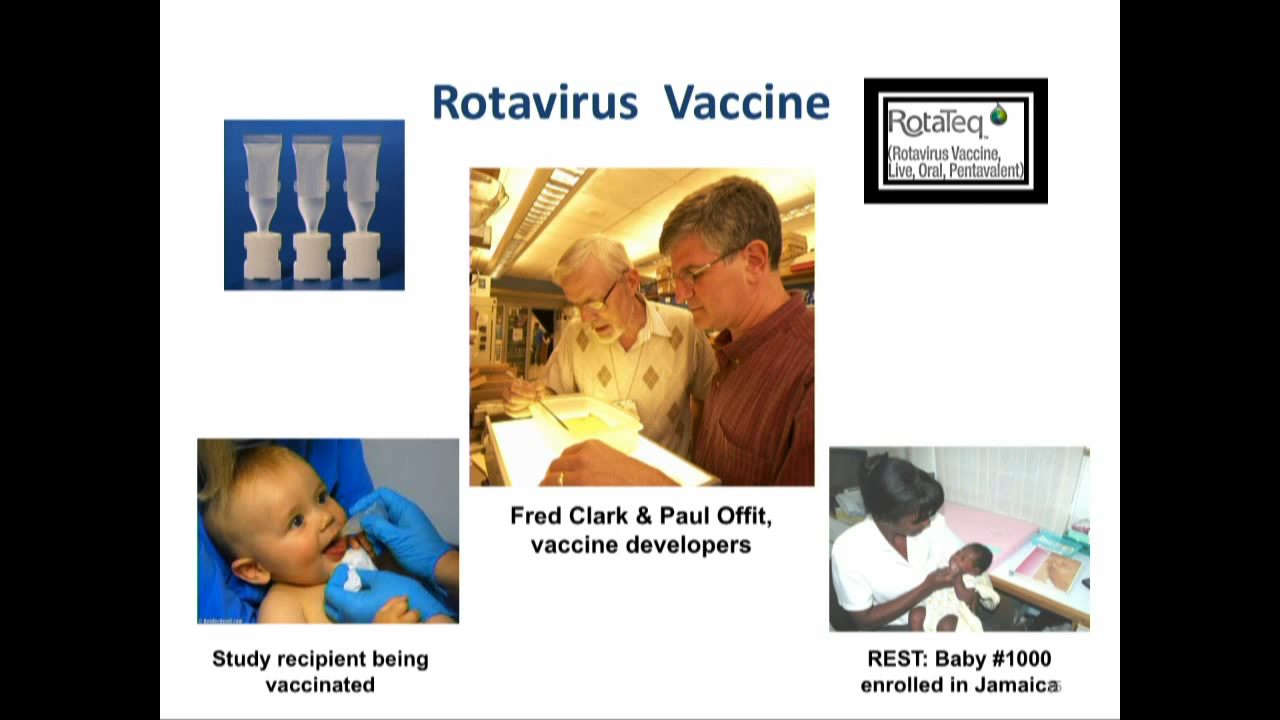 Rotavirus Vaccine
RotaTeq™
(Rotavirus Vaccine,
Live, Oral, Pentavalent)
Fred Clark & Paul Offit,
vaccine developers
Study recipient being
vaccinated
REST: Baby #1000
enrolled in Jamaica